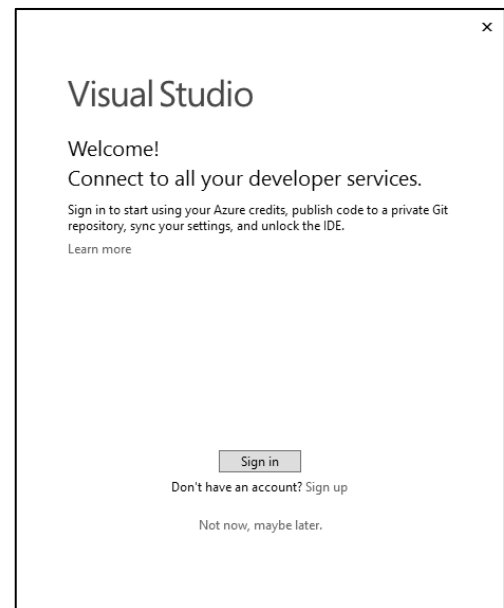 Visual Studio
Welcome!
Connect to all your developer services.
Sign in to start using your Azure credits, publish code to a private Git
repository, sync your settings, and unlock the IDE.
Learn more
Sign in
Don't have an account? Sign up
Not now, maybe later.